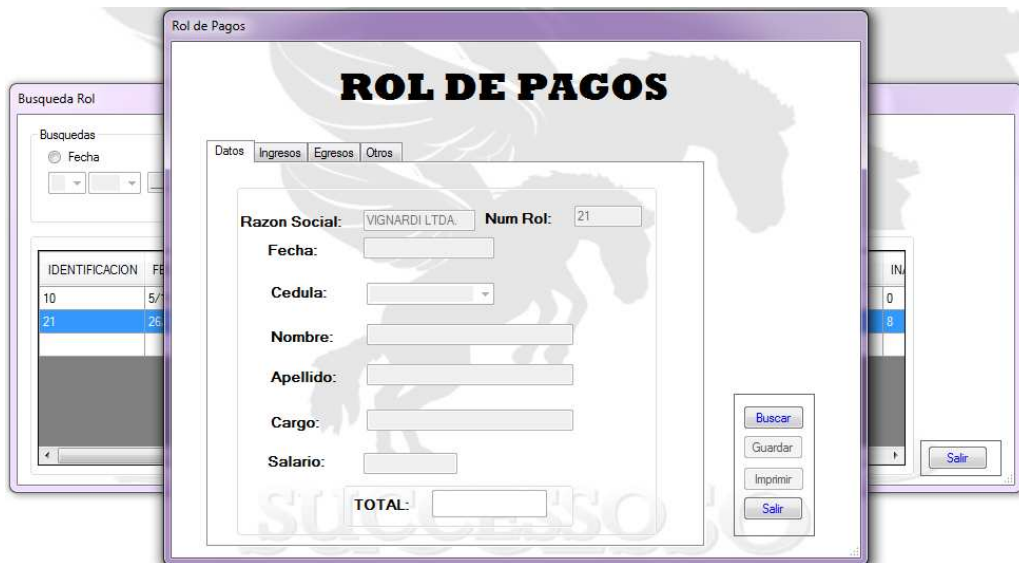 Rol de Pagos
ROL DE PAGOS
Busqueda Rol
Busquedas
Fecha
Datos Ingresos Egresos Otros
Razon Social: VIGNARDI LTDA. Num Rol: 21
Fecha:
Cedula:
Nombre:
Apellido:
Cargo:
Salario:
TOTAL:
IDENTIFICACION
10 0
21 8
Buscar
Guardar
Imprimir
Salir
Salir
SUCCESSO